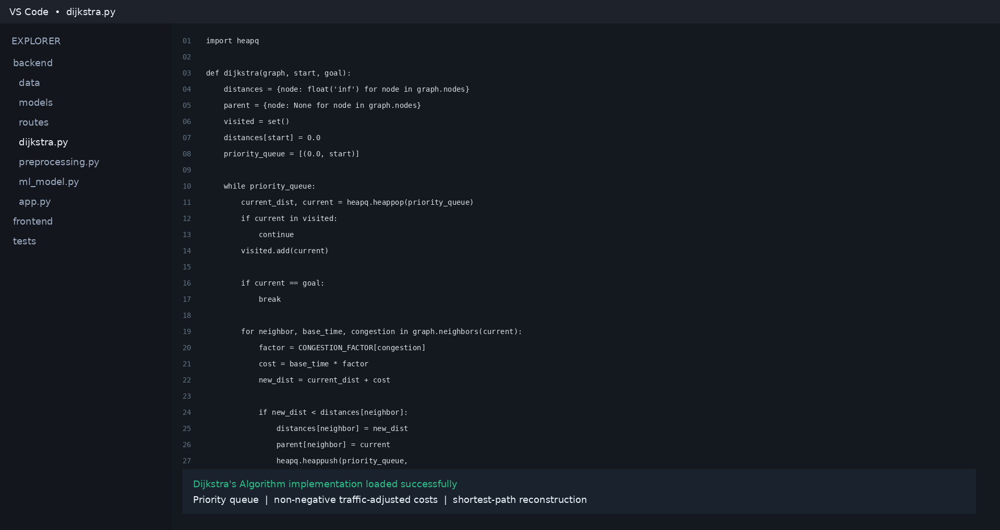 VS Code • dijkstra.py
EXPLORER
backend
data
models
routes
dijkstra.py
preprocessing.py
ml_model.py
app.py
frontend
tests
01 import heapq
02
03 def dijkstra(graph, start, goal):
04     distances = {node: float('inf') for node in graph.nodes}
05     parent = {node: None for node in graph.nodes}
06     visited = set()
07     distances[start] = 0.0
08     priority_queue = [(0.0, start)]
09
10     while priority_queue:
11         current_dist, current = heapq.heappop(priority_queue)
12         if current in visited:
13             continue
14         visited.add(current)
15
16         if current == goal:
17             break
18
19         for neighbor, base_time, congestion in graph.neighbors(current):
20             factor = CONGESTION_FACTOR[congestion]
21             cost = base_time * factor
22             new_dist = current_dist + cost
23
24             if new_dist < distances[neighbor]:
25                 distances[neighbor] = new_dist
26                 parent[neighbor] = current
27                 heapq.heappush(priority_queue,
Dijkstra's Algorithm implementation loaded successfully
Priority queue | non-negative traffic-adjusted costs | shortest-path reconstruction